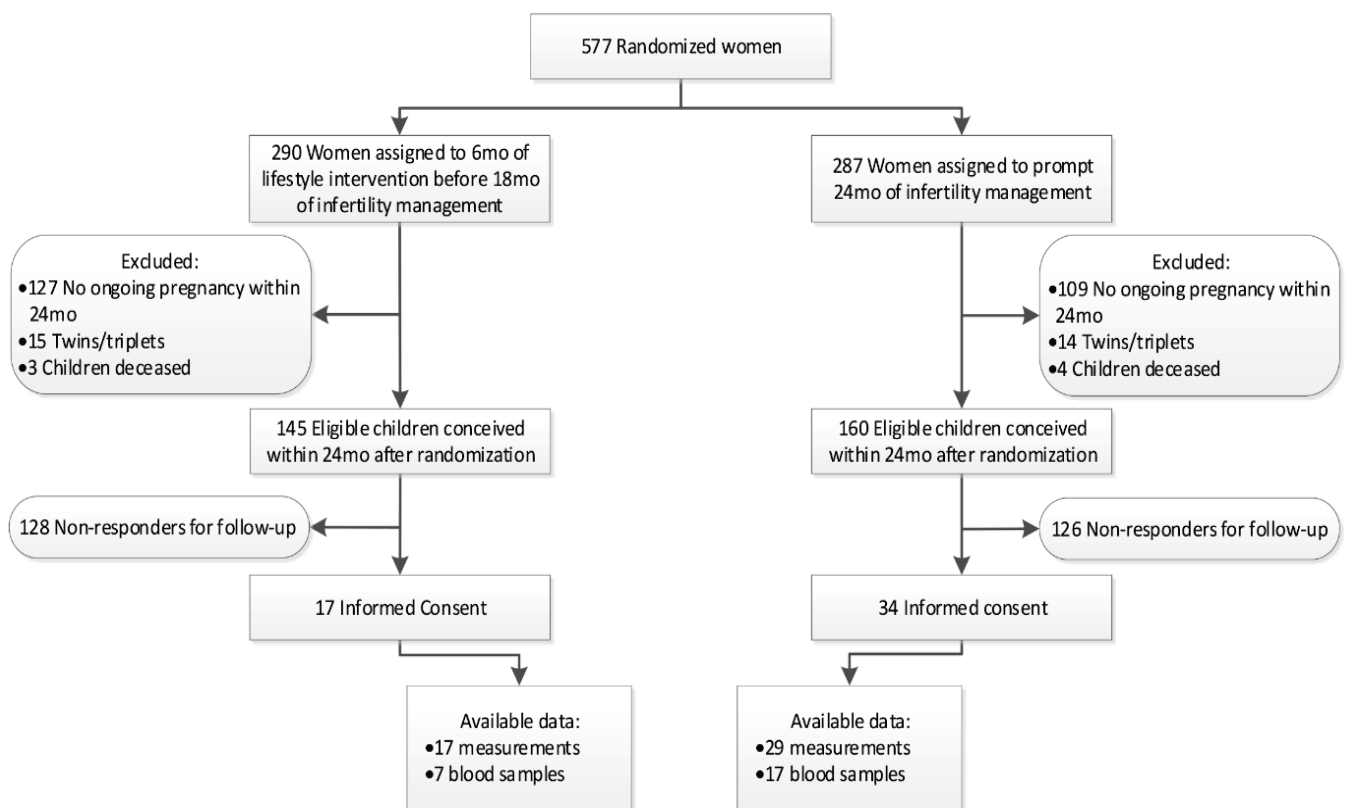 577 Randomized women
290 Women assigned to 6mo of
lifestyle intervention before 18mo
of infertility management
287 Women assigned to prompt
24mo of infertility management
Excluded:
•127 No ongoing pregnancy within
24mo
•15 Twins/triplets
•3 Children deceased
Excluded:
•109 No ongoing pregnancy within
24mo
•14 Twins/triplets
•4 Children deceased
145 Eligible children conceived
within 24mo after randomization
160 Eligible children conceived
within 24mo after randomization
128 Non-responders for follow-up
126 Non-responders for follow-up
17 Informed Consent
34 Informed consent
Available data:
•17 measurements
•7 blood samples
Available data:
•29 measurements
•17 blood samples